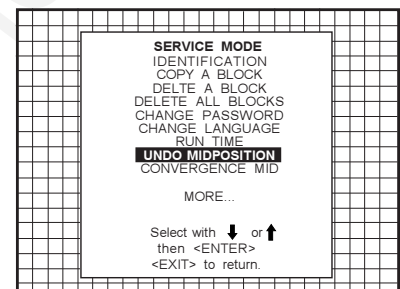 SERVICE MODE
IDENTIFICATION
COPY A BLOCK
DELTE A BLOCK
DELETE ALL BLOCKS
CHANGE PASSWORD
CHANGE LANGUAGE
RUN TIME
UNDO MIDPOSITION
CONVERGENCE MID
MORE...
Select with ⬇ or ⬆
then <ENTER>
<EXIT> to return.